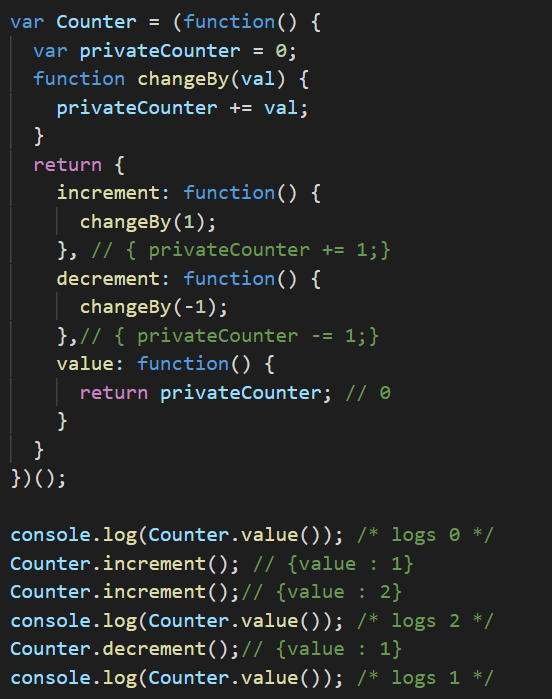 var Counter = (function() {
  var privateCounter = 0;
  function changeBy(val) {
    privateCounter += val;
  }
  return {
    increment: function() {
      changeBy(1);
    }, // { privateCounter += 1;}
    decrement: function() {
      changeBy(-1);
    },// { privateCounter -= 1;}
    value: function() {
      return privateCounter; // 0
    }
  }
})();

console.log(Counter.value()); /* logs 0 */
Counter.increment(); // {value : 1}
Counter.increment();// {value : 2}
console.log(Counter.value()); /* logs 2 */
Counter.decrement();// {value : 1}
console.log(Counter.value()); /* logs 1 */